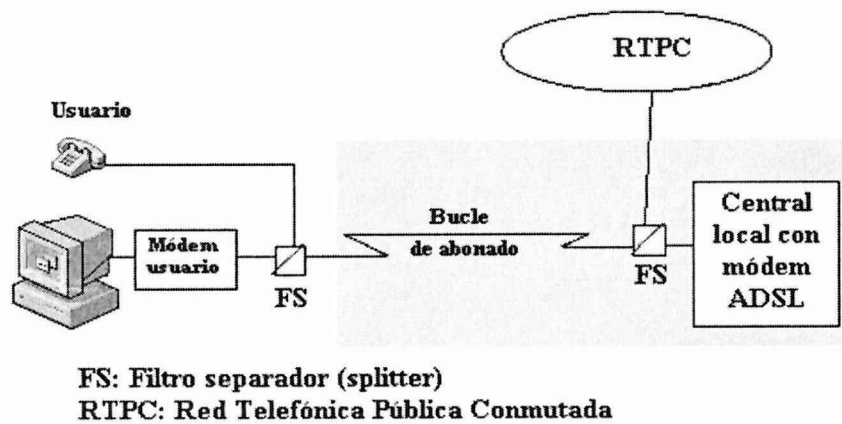 RTPC
Usuario
Módem
usuario
FS
Bucle
de abonado
FS
Central
local con
módem
ADSL
FS: Filtro separador (splitter)
RTPC: Red Telefónica Pública Conmutada